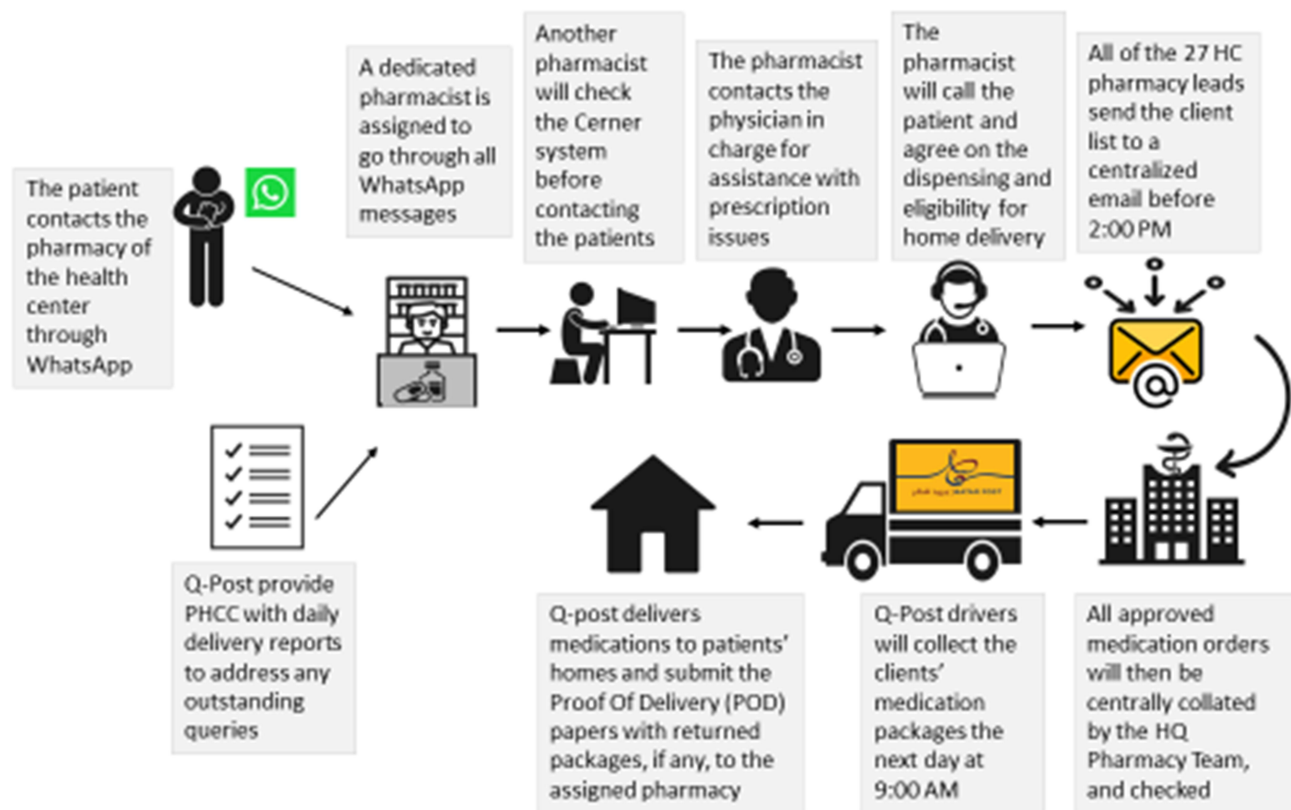 The patient
contacts the
pharmacy of
the health
center
through
WhatsApp
A dedicated
pharmacist is
assigned to
go through all
WhatsApp
messages
Another
pharmacist
will check
the Cerner
system
before
contacting
the patients
The pharmacist
contacts the
physician in
charge for
assistance with
prescription
issues
The
pharmacist
will call the
patient and
agree on the
dispensing and
eligibility for
home delivery
All of the 27 HC
pharmacy leads
send the client
list to a
centralized
email before
2:00 PM
@
Q-Post provide
PHCC with daily
delivery reports
to address any
outstanding
queries
Q-post delivers
medications to patients'
homes and submit the
Proof Of Delivery (POD)
papers with returned
packages, if any, to the
assigned pharmacy
Q-Post drivers
will collect the
clients'
medication
packages the
next day at
9:00 AM
All approved
medication orders
will then be
centrally collated
by the HQ
Pharmacy Team,
and checked